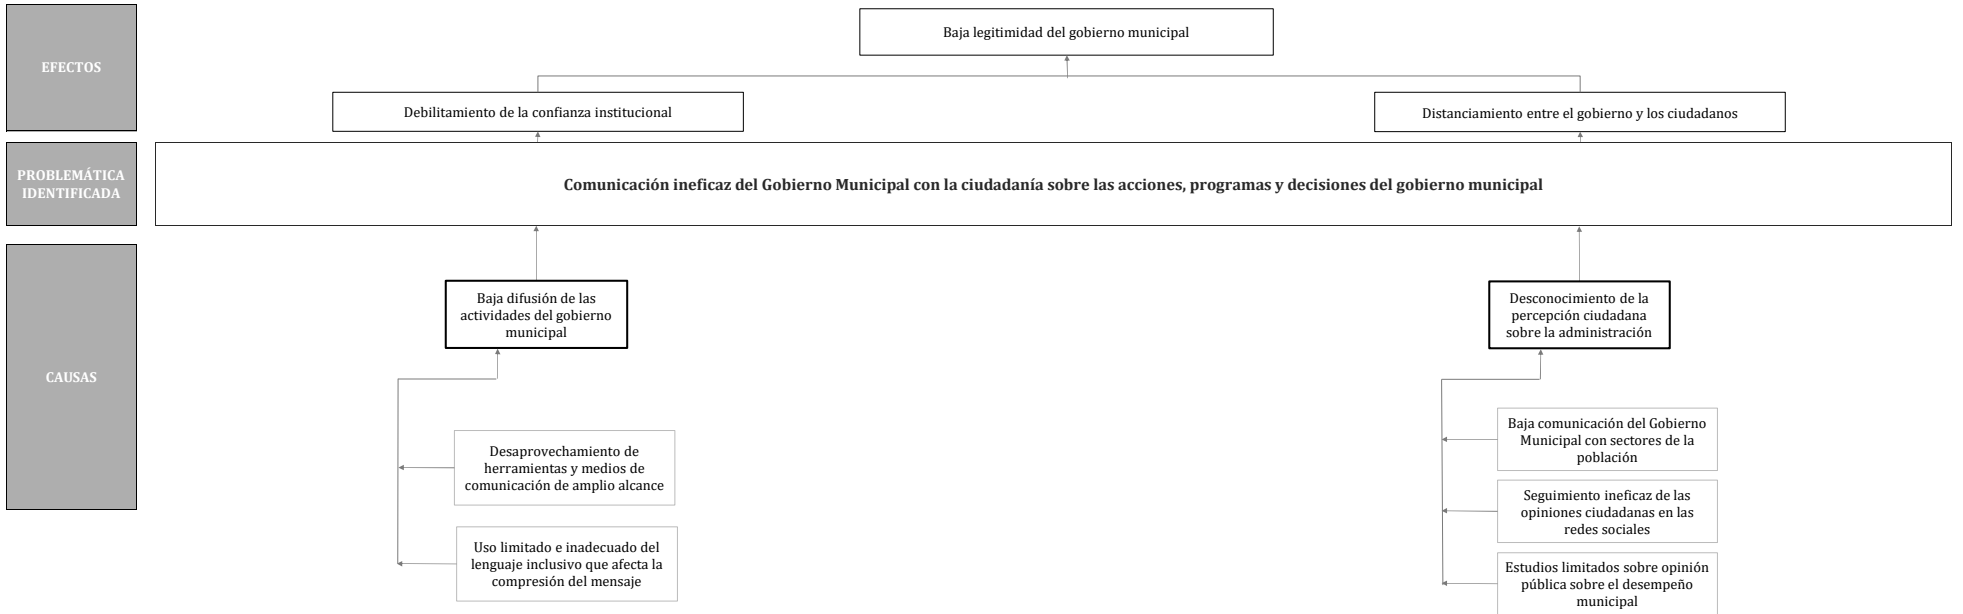 EFECTOS
Baja legitimidad del gobierno municipal
Debilitamiento de la confianza institucional
Distanciamiento entre el gobierno y los ciudadanos
PROBLEMÁTICA
IDENTIFICADA
Comunicación ineficaz del Gobierno Municipal con la ciudadanía sobre las acciones, programas y decisiones del gobierno municipal
CAUSAS
Baja difusión de las
actividades del gobierno
municipal
Desaprovechamiento de
herramientas y medios de
comunicación de amplio alcance
Uso limitado e inadecuado del
lenguaje inclusivo que afecta la
compresión del mensaje
Desconocimiento de la
percepción ciudadana
sobre la administración
Baja comunicación del Gobierno
Municipal con sectores de la
población
Seguimiento ineficaz de las
opiniones ciudadanas en las
redes sociales
Estudios limitados sobre opinión
pública sobre el desempeño
municipal